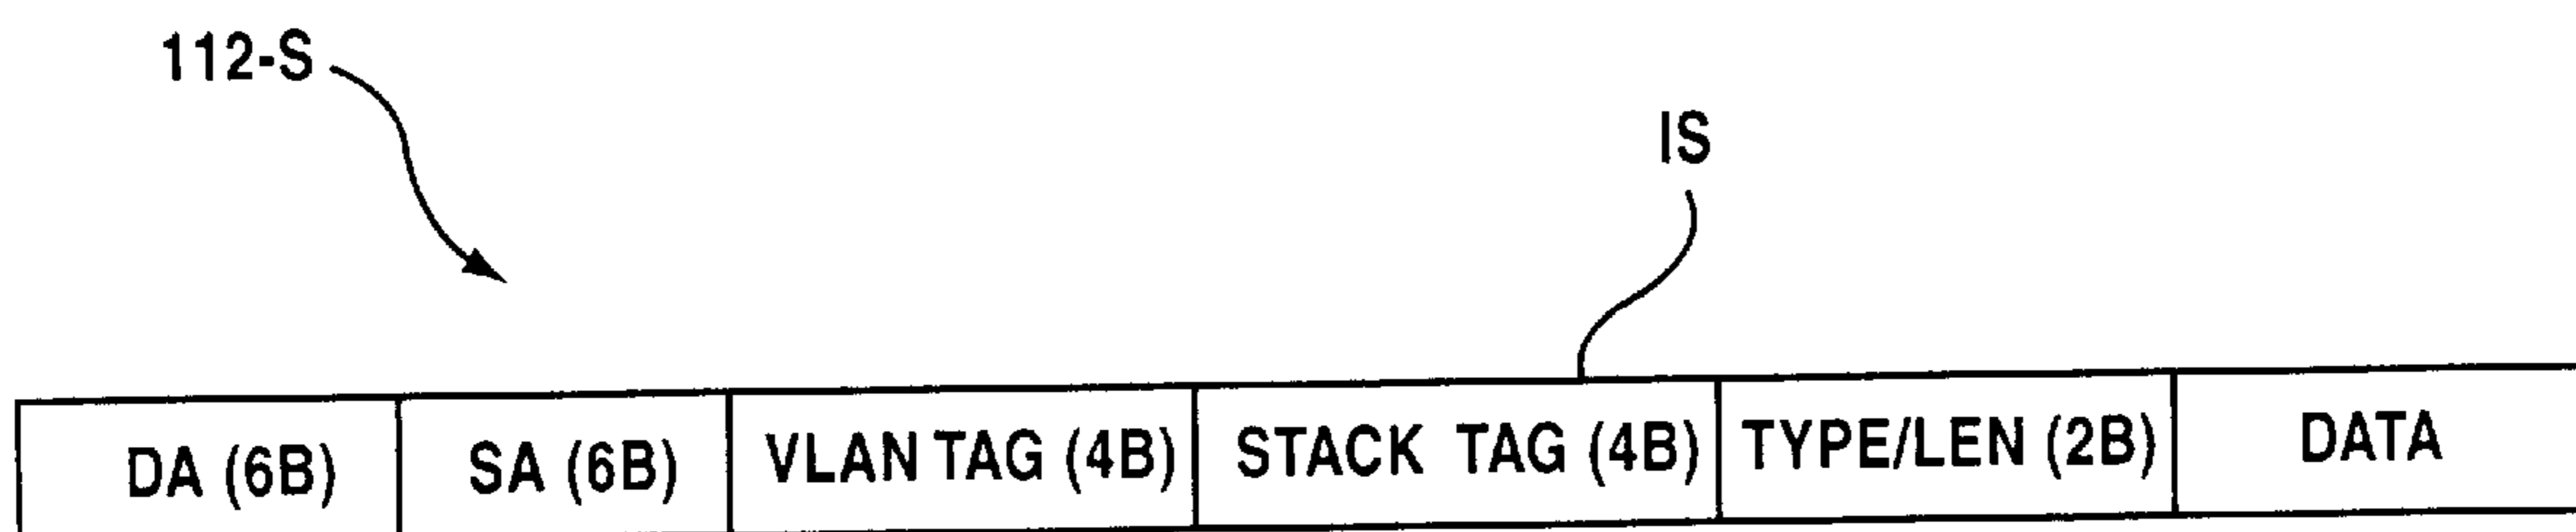 112-S
IS
DA (6B) SA (6B) VLAN TAG (4B) STACK TAG (4B) TYPE/LEN (2B) DATA